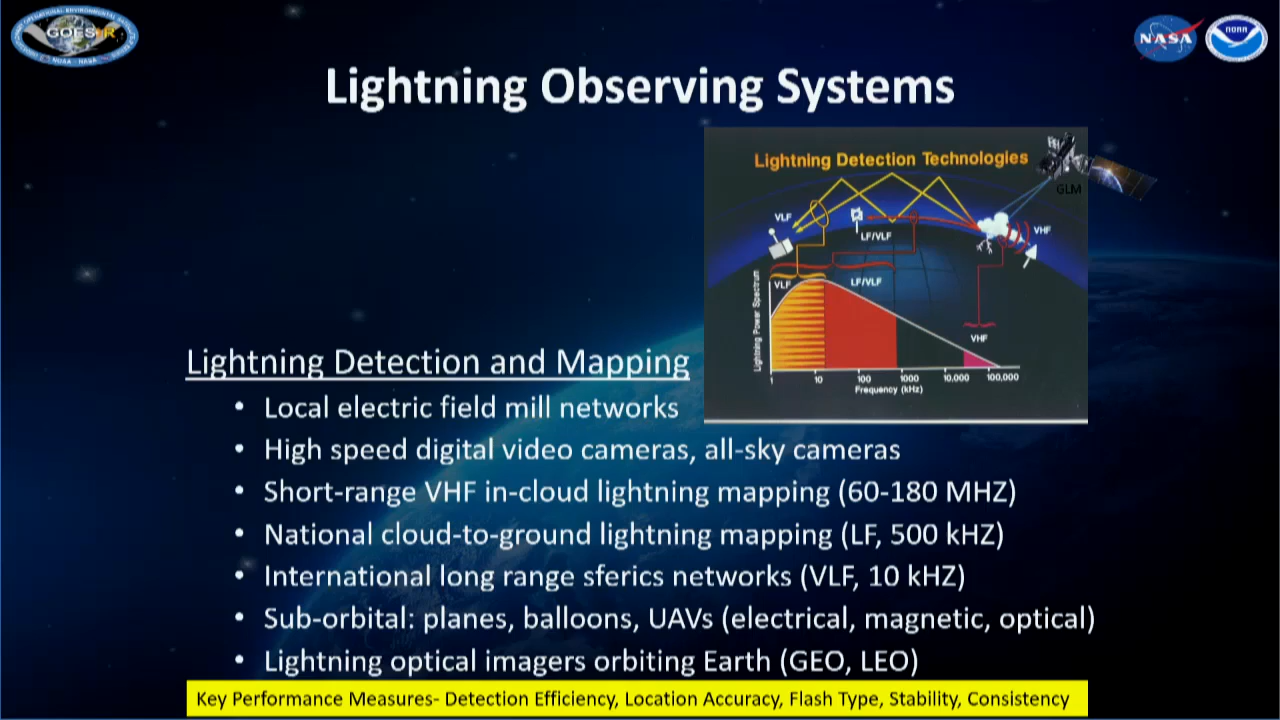 GOES-R
NOAA - NASA
NASA
NOAA
Lightning Observing Systems
Lightning Detection Technologies
GLM
VLF
LF/VLF
VHF
VLF
LF/VLF
VHF
Lightning Power Spectrum
1 10 100 1000 10,000 100,000
Frequency (kHz)
Lightning Detection and Mapping
• Local electric field mill networks
• High speed digital video cameras, all-sky cameras
• Short-range VHF in-cloud lightning mapping (60-180 MHZ)
• National cloud-to-ground lightning mapping (LF, 500 kHZ)
• International long range sferics networks (VLF, 10 kHZ)
• Sub-orbital: planes, balloons, UAVs (electrical, magnetic, optical)
• Lightning optical imagers orbiting Earth (GEO, LEO)
Key Performance Measures- Detection Efficiency, Location Accuracy, Flash Type, Stability, Consistency